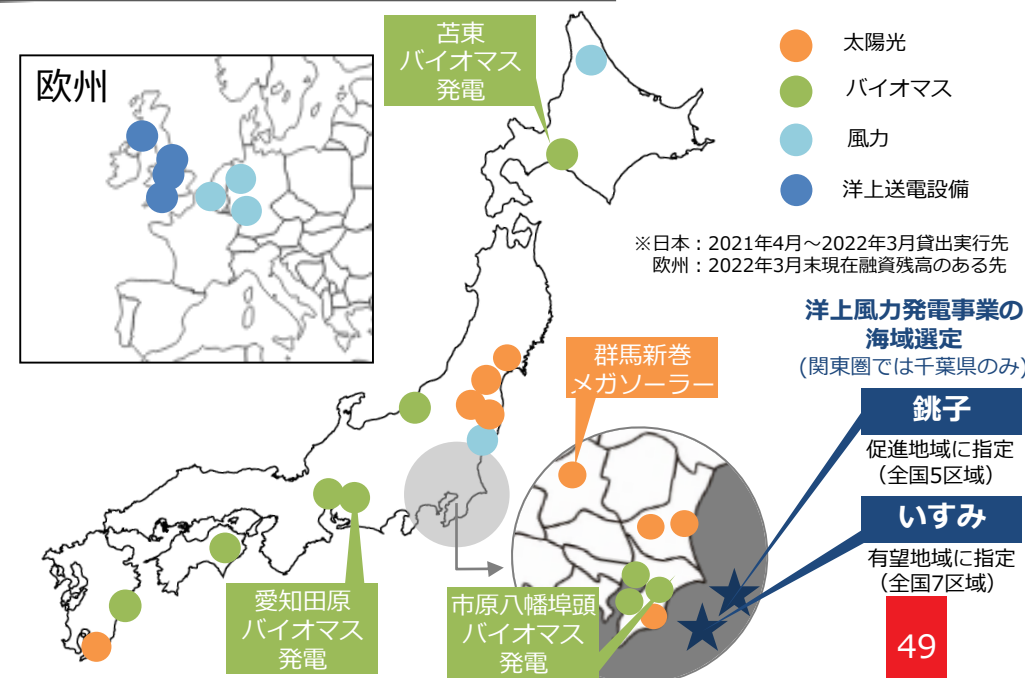 欧州
苫東
バイオマス
発電
太陽光
バイオマス
風力
洋上送電設備
※日本：2021年4月～2022年3月貸出実行先
欧州：2022年3月末現在融資残高のある先
洋上風力発電事業の
海域選定
(関東圏では千葉県のみ)
群馬新巻
メガソーラー
銚子
促進地域に指定
（全国5区域）
いすみ
有望地域に指定
（全国7区域）
愛知田原
バイオマス
発電
市原八幡埠頭
バイオマス
発電
49